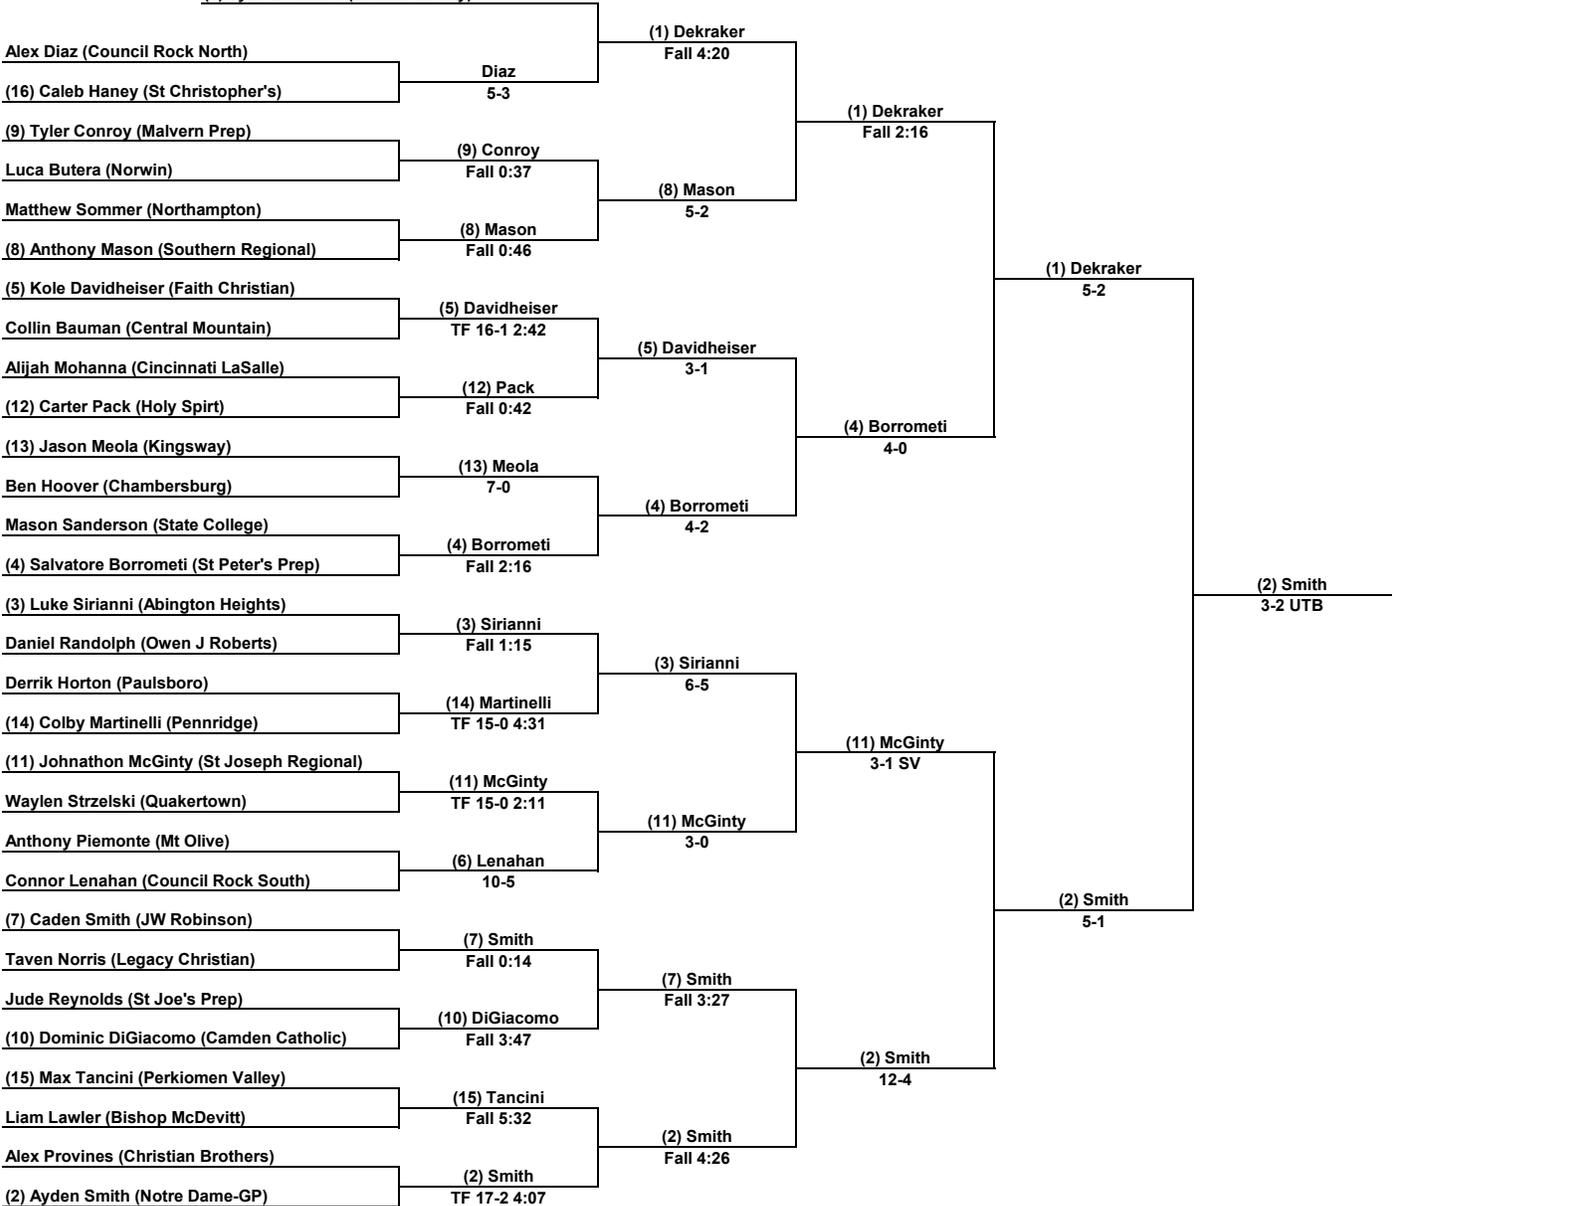 (1) Dekraker
Fall 4:20
Alex Diaz (Council Rock North)
Diaz
5-3
(16) Caleb Haney (St Christopher's)
(1) Dekraker
Fall 2:16
(9) Tyler Conroy (Malvern Prep)
(9) Conroy
Fall 0:37
Luca Butera (Norwin)
(8) Mason
5-2
Matthew Sommer (Northampton)
(8) Mason
Fall 0:46
(8) Anthony Mason (Southern Regional)
(1) Dekraker
5-2
(5) Kole Davidheiser (Faith Christian)
(5) Davidheiser
TF 16-1 2:42
Collin Bauman (Central Mountain)
(5) Davidheiser
3-1
Alijah Mohanna (Cincinnati LaSalle)
(12) Pack
Fall 0:42
(12) Carter Pack (Holy Spirt)
(4) Borrometi
4-0
(13) Jason Meola (Kingsway)
(13) Meola
7-0
Ben Hoover (Chambersburg)
(4) Borrometi
4-2
Mason Sanderson (State College)
(4) Borrometi
Fall 2:16
(4) Salvatore Borrometi (St Peter's Prep)
(2) Smith
3-2 UTB
(3) Luke Sirianni (Abington Heights)
(3) Sirianni
Fall 1:15
Daniel Randolph (Owen J Roberts)
(3) Sirianni
6-5
Derrik Horton (Paulsboro)
(14) Martinelli
TF 15-0 4:31
(14) Colby Martinelli (Pennridge)
(11) McGinty
3-1 SV
(11) Johnathon McGinty (St Joseph Regional)
(11) McGinty
TF 15-0 2:11
Waylen Strzelski (Quakertown)
(11) McGinty
3-0
Anthony Piemonte (Mt Olive)
(6) Lenahan
10-5
Connor Lenahan (Council Rock South)
(2) Smith
5-1
(7) Caden Smith (JW Robinson)
(7) Smith
Fall 0:14
Taven Norris (Legacy Christian)
(7) Smith
Fall 3:27
Jude Reynolds (St Joe's Prep)
(10) DiGiacomo
Fall 3:47
(10) Dominic DiGiacomo (Camden Catholic)
(2) Smith
12-4
(15) Max Tancini (Perkiomen Valley)
(15) Tancini
Fall 5:32
Liam Lawler (Bishop McDevitt)
(2) Smith
Fall 4:26
Alex Provines (Christian Brothers)
(2) Smith
TF 17-2 4:07
(2) Ayden Smith (Notre Dame-GP)